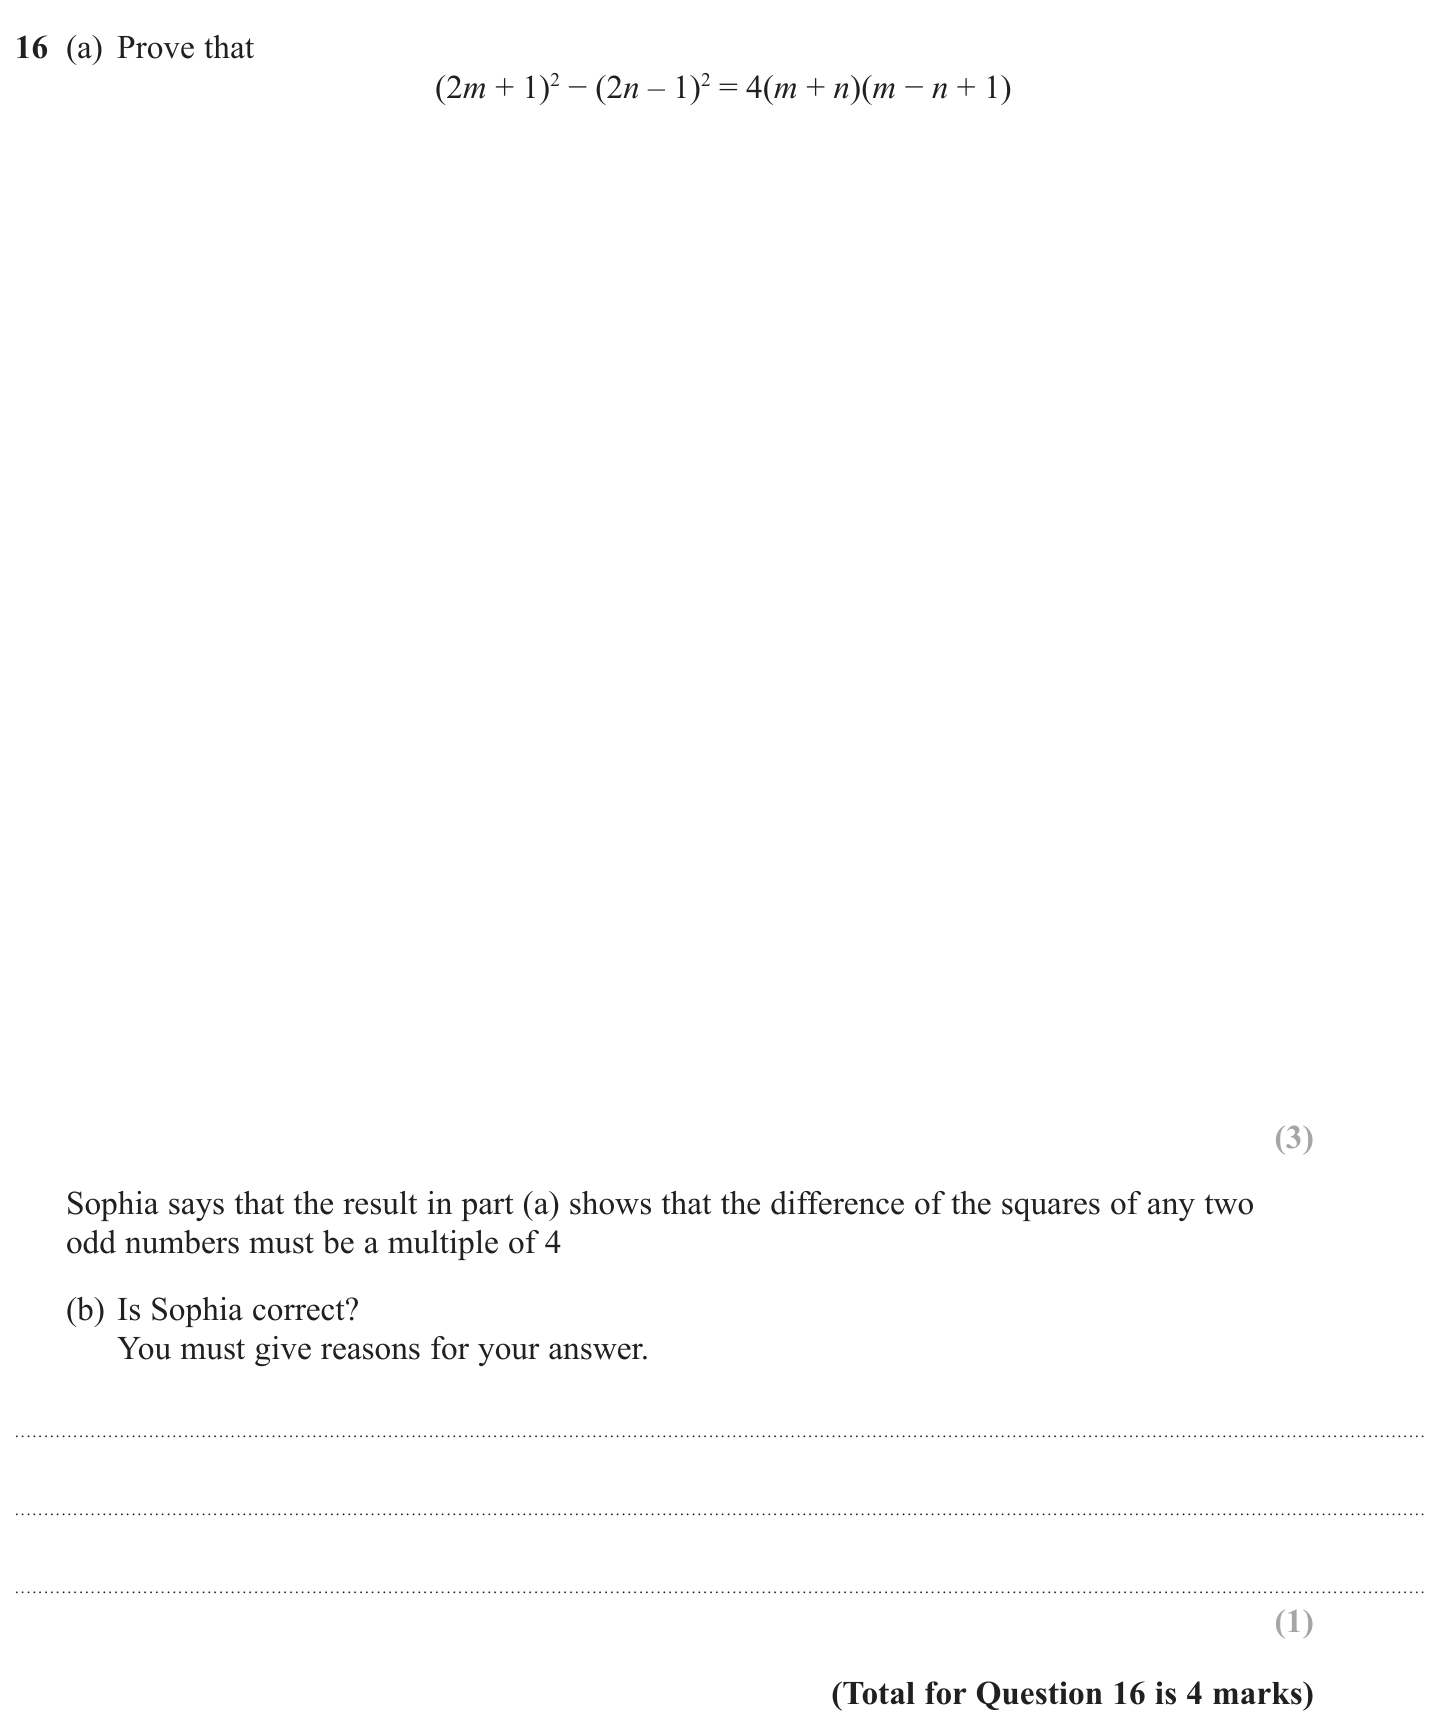 16 (a) Prove that
(2m + 1)² − (2n – 1)² = 4(m + n)(m − n + 1)
(3)
Sophia says that the result in part (a) shows that the difference of the squares of any two
odd numbers must be a multiple of 4
(b) Is Sophia correct?
You must give reasons for your answer.
(1)
(Total for Question 16 is 4 marks)